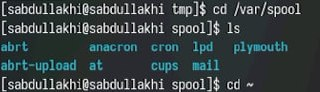 [sabdullakhi@sabdullakhi tmp]$ cd /var/spool
[sabdullakhi@sabdullakhi spool]$ ls
abrt anacron cron lpd plymouth
abrt-upload at cups mail
[sabdullakhi@sabdullakhi spool]$ cd ~